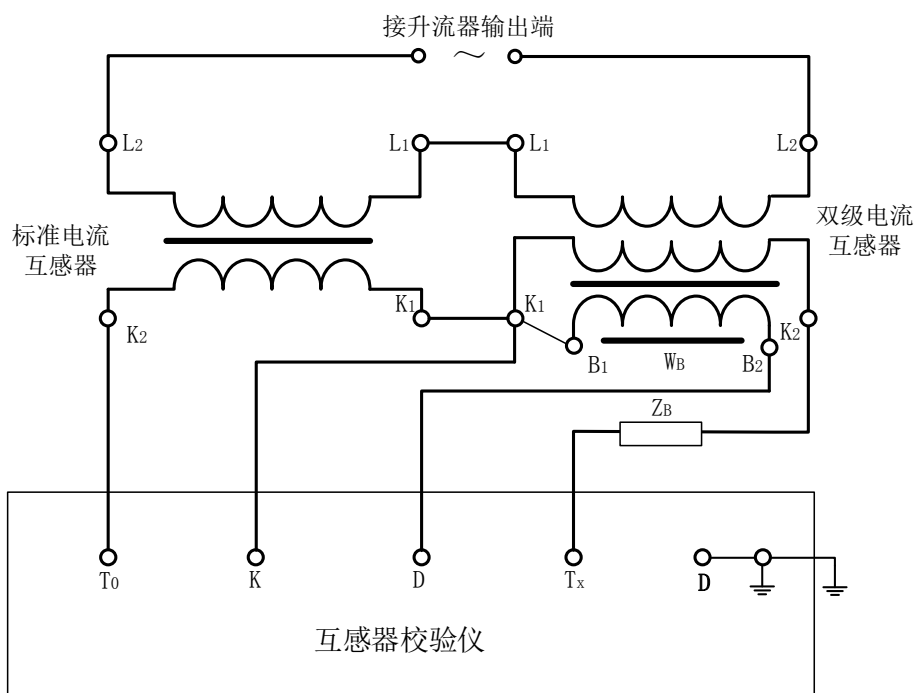 接升流器输出端
～
L2
L1
L1
L2
标准电流
互感器
双级电流
互感器
K1
K1
K2
K2
B1
WB
B2
ZB
T0
K
D
Tx
D
互感器校验仪